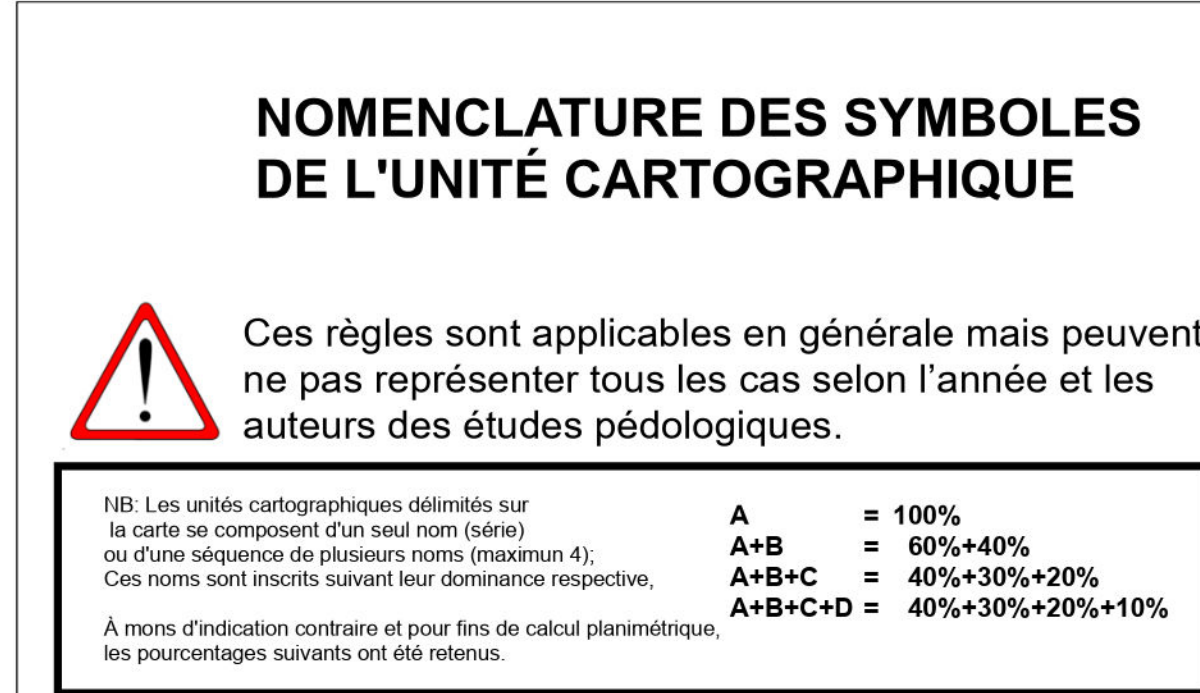 NOMENCLATURE DES SYMBOLES
DE L'UNITÉ CARTOGRAPHIQUE
Ces règles sont applicables en générale mais peuvent
ne pas représenter tous les cas selon l’année et les
auteurs des études pédologiques.
NB: Les unités cartographiques délimités sur
la carte se composent d'un seul nom (série)
ou d'une séquence de plusieurs noms (maximun 4);
Ces noms sont inscrits suivant leur dominance respective,
À mons d'indication contraire et pour fins de calcul planimétrique,
les pourcentages suivants ont été retenus.
A = 100%
A+B = 60%+40%
A+B+C = 40%+30%+20%
A+B+C+D = 40%+30%+20%+10%